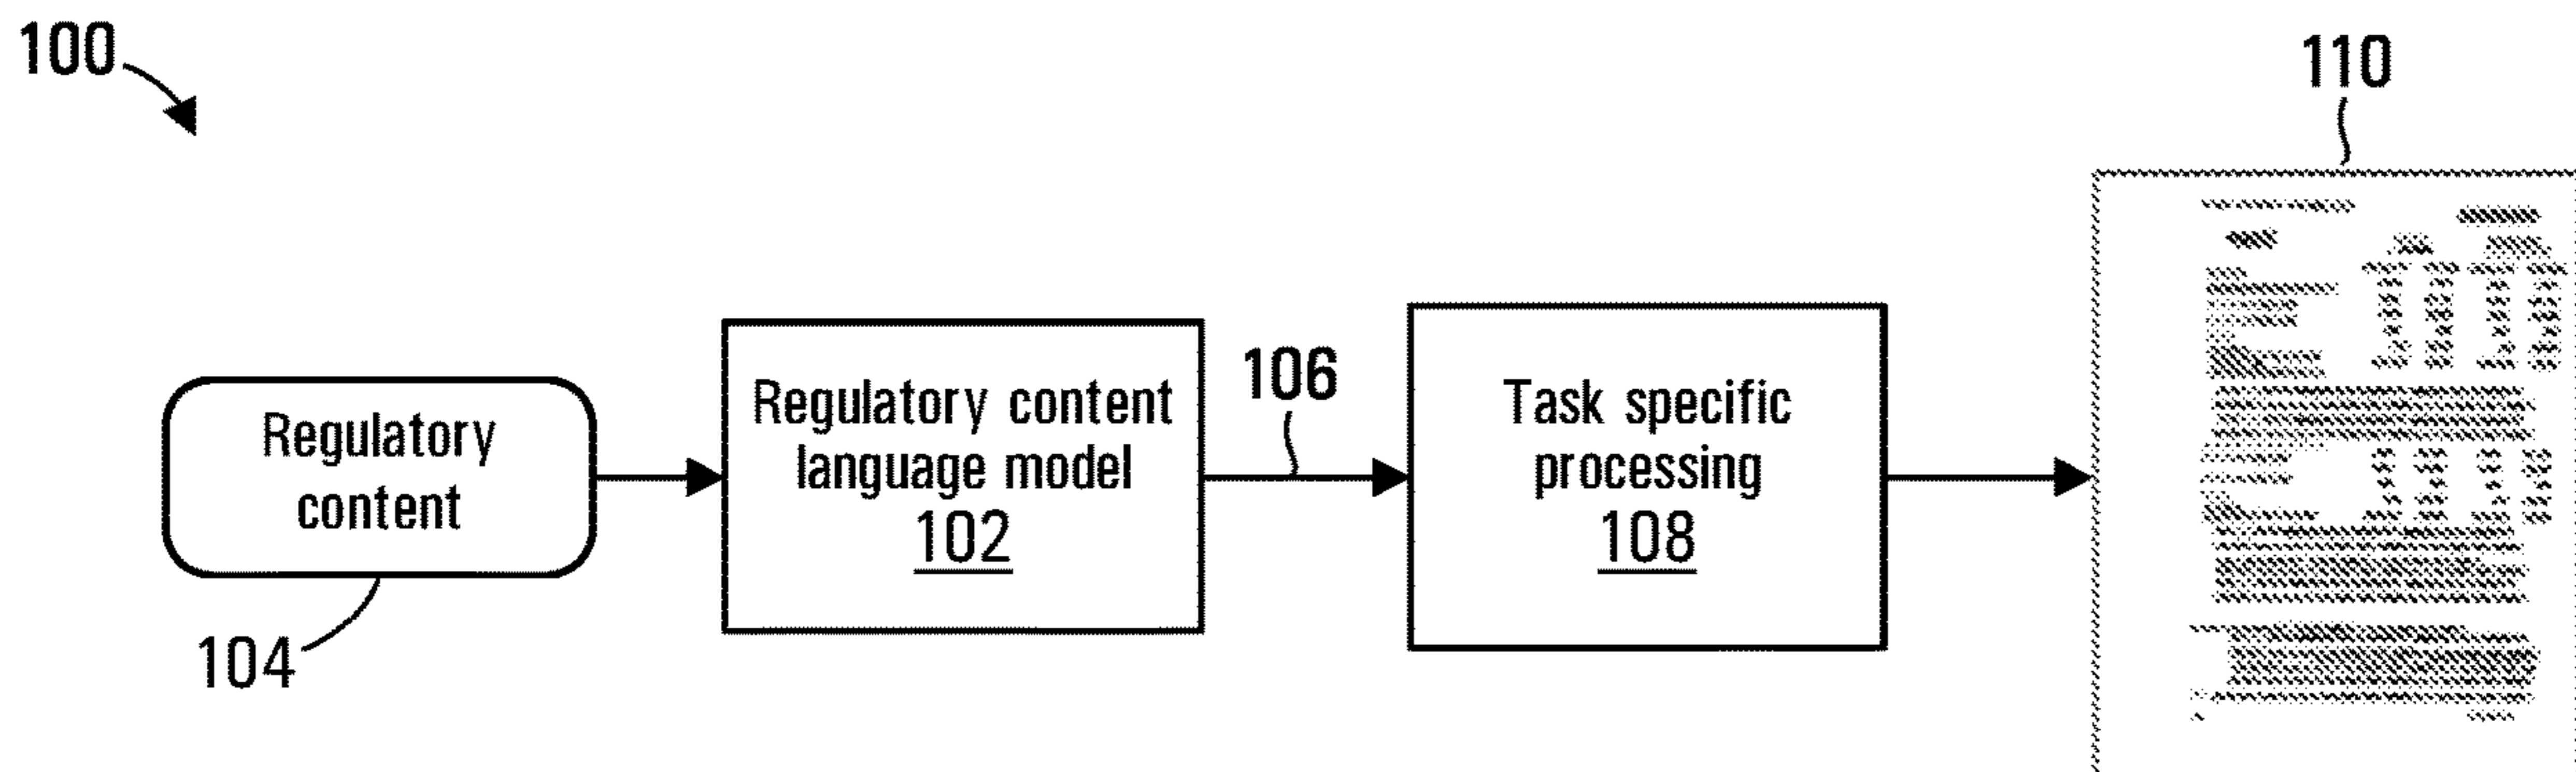 100
110
Regulatory
content
104
Regulatory content
language model
102
106
Task specific
processing
108